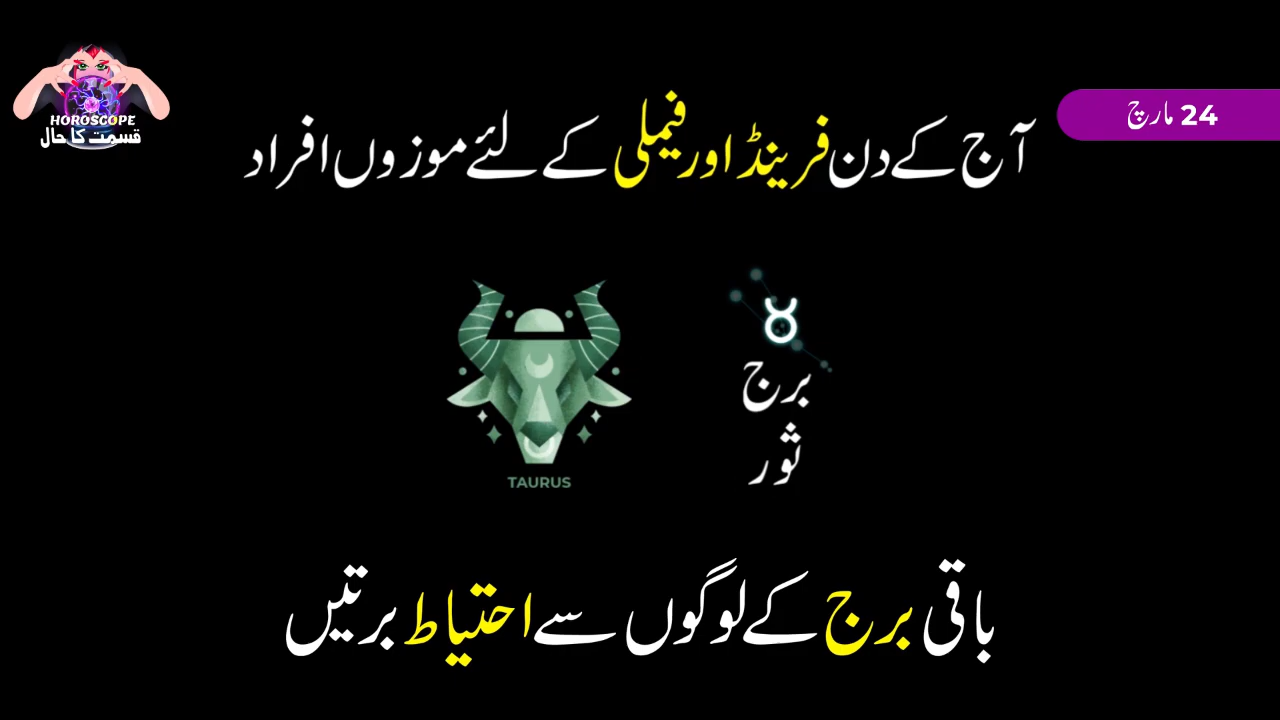 HOROSCOPE
قسمت کا حال
24 مارچ
آج کے دن فرینڈ اور فیملی کے لئے موزوں افراد
TAURUS
برج
ثور
باقی برج کے لوگوں سے احتیاط برتیں